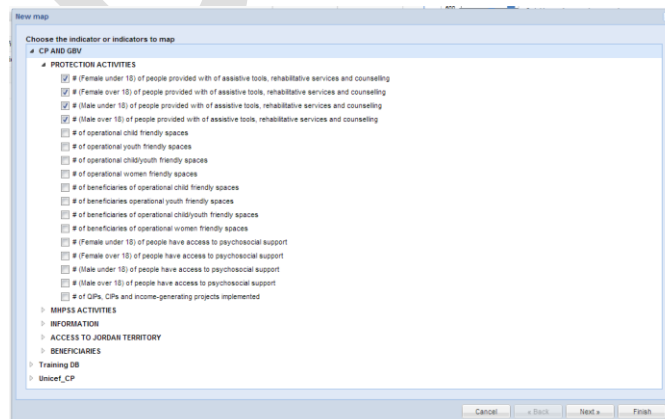 New map
Choose the indicator or indicators to map
CP AND GBV
PROTECTION ACTIVITIES
# (Female under 18) of people provided with of assistive tools, rehabilitative services and counselling
# (Female over 18) of people provided with of assistive tools, rehabilitative services and counselling
# (Male under 18) of people provided with of assistive tools, rehabilitative services and counselling
# (Male over 18) of people provided with of assistive tools, rehabilitative services and counselling
# of operational child friendly spaces
# of operational youth friendly spaces
# of operational child/youth friendly spaces
# of operational women friendly spaces
# of beneficiaries of operational child friendly spaces
# of beneficiaries operational youth friendly spaces
# of beneficiaries of operational child/youth friendly spaces
# of beneficiaries of operational women friendly spaces
# (Female under 18) of people have access to psychosocial support
# (Female over 18) of people have access to psychosocial support
# (Male under 18) of people have access to psychosocial support
# (Male over 18) of people have access to psychosocial support
# of QIPs, CIPs and income-generating projects implemented
MHPSS ACTIVITIES
INFORMATION
ACCESS TO JORDAN TERRITORY
BENEFICIARIES
Training DB
Unicef_CP
Cancel « Back Next » Finish